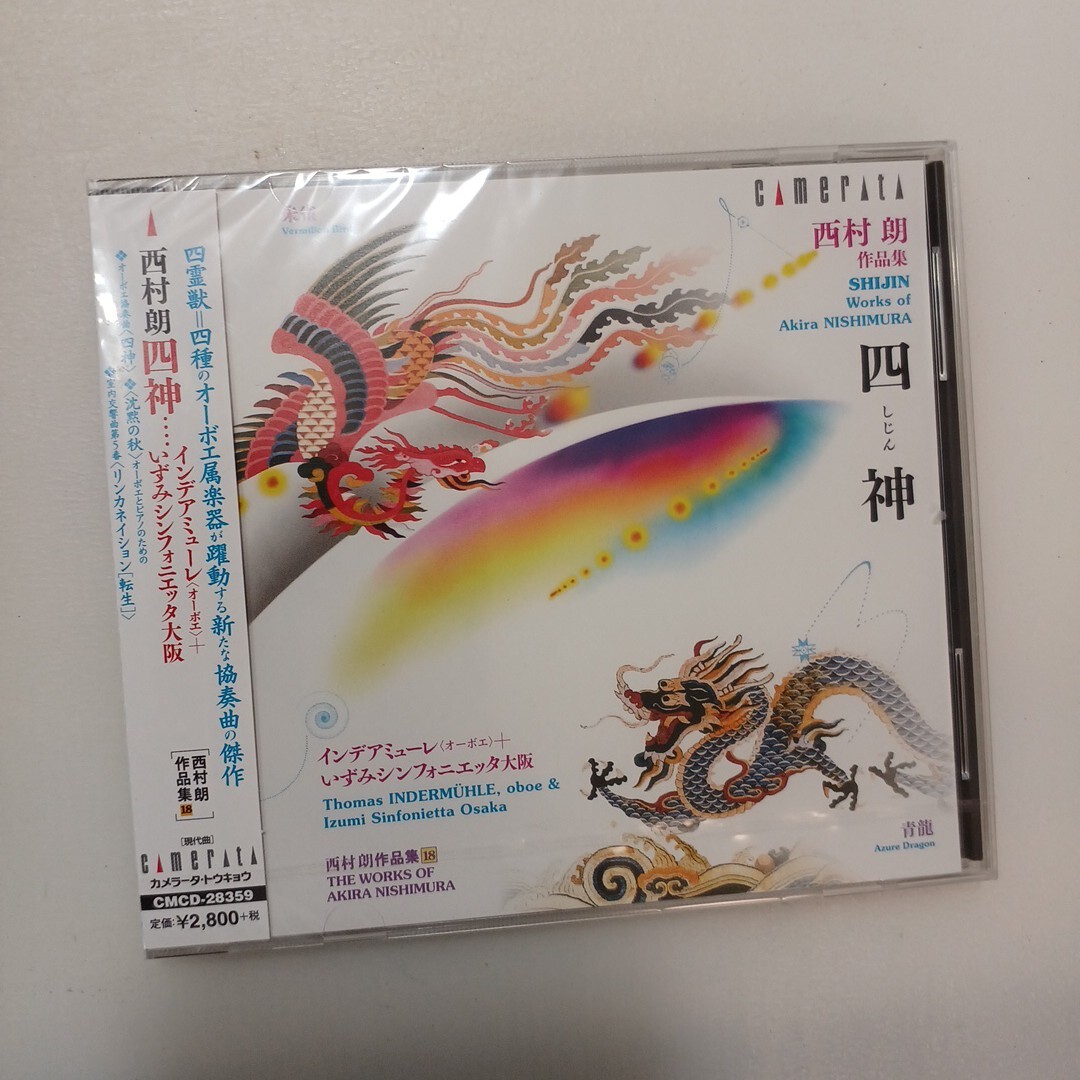 四霊獣=四種のオーボエ属楽器が躍動する新たな協奏曲の傑作
インデアミューレ〈オーボエ〉+
西村朗 四神……いずみシンフォニエッタ大阪
❖オーボエ協奏曲〈四神〉❖〈沈黙の秋〉オーボエとピアノのための
❖室内交響曲第5番〈リンカネイション[転生]〉
[西村朗
作品集18]
[現代曲]
CAMERATA
カメラータ・トウキョウ
CMCD-28359
定価:¥2,800+税
朱雀
Vermilion Bird
CAMERATA
西村 朗
作品集
SHIJIN
Works of
Akira NISHIMURA
四神
しじん
インデアミューレ〈オーボエ〉+
いずみシンフォニエッタ大阪
Thomas INDERMÜHLE, oboe &
Izumi Sinfonietta Osaka
西村 朗作品集 18
THE WORKS OF
AKIRA NISHIMURA
青龍
Azure Dragon